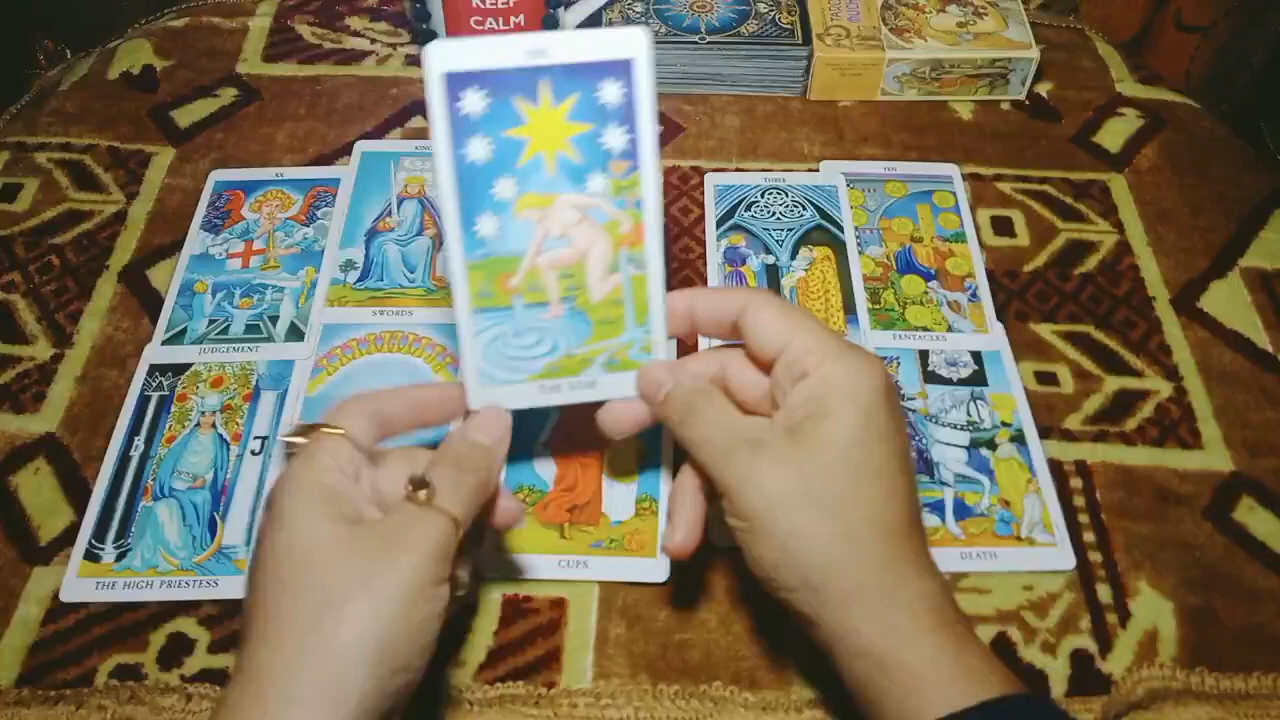 KEEP
CALM
XX
JUDGEMENT
KING
SWORDS
THREE
TEN
PENTACLES
B
J
THE HIGH PRIESTESS
CUPS
DEATH